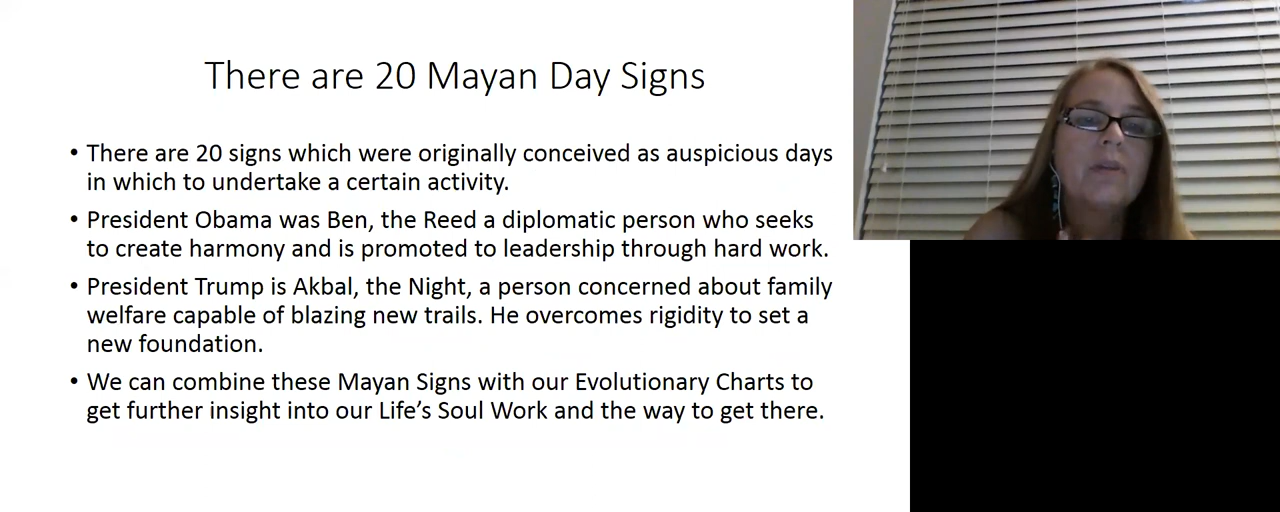 There are 20 Mayan Day Signs
• There are 20 signs which were originally conceived as auspicious days
in which to undertake a certain activity.
• President Obama was Ben, the Reed a diplomatic person who seeks
to create harmony and is promoted to leadership through hard work.
• President Trump is Akbal, the Night, a person concerned about family
welfare capable of blazing new trails. He overcomes rigidity to set a
new foundation.
• We can combine these Mayan Signs with our Evolutionary Charts to
get further insight into our Life’s Soul Work and the way to get there.